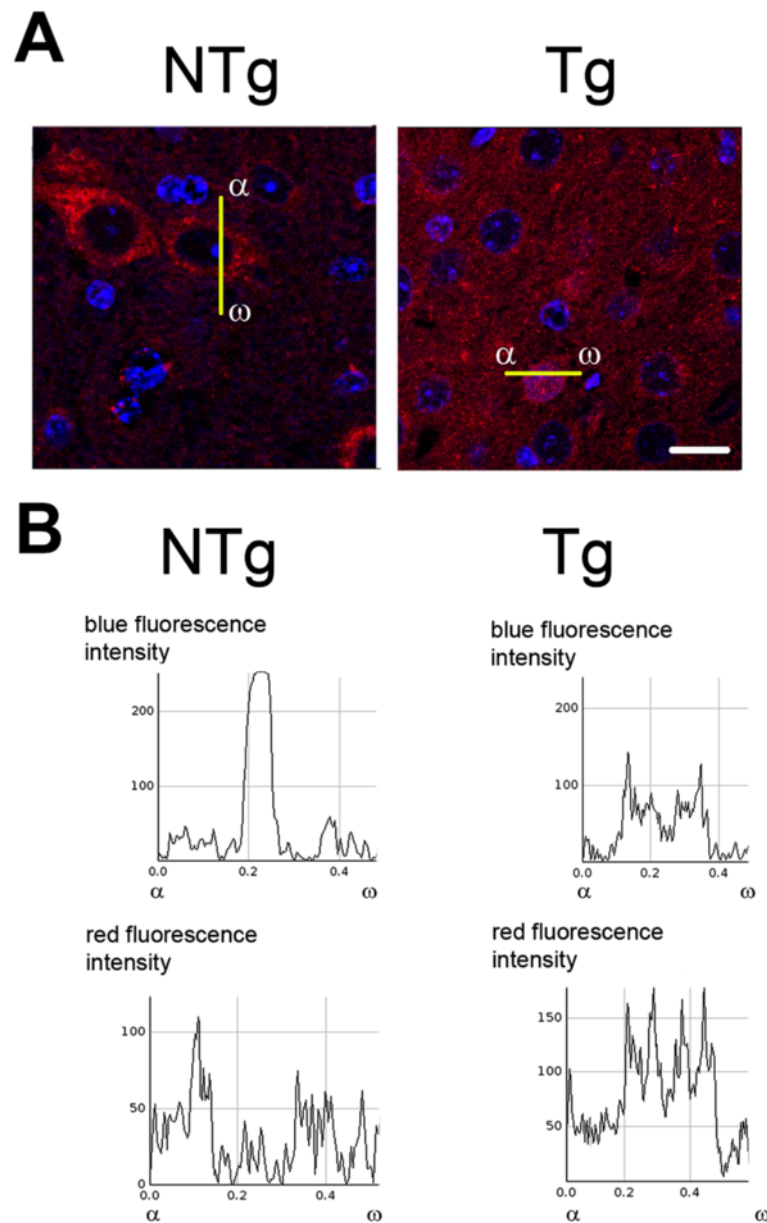 A
NTg Tg
α
ω
α ω
B
NTg Tg
blue fluorescence
intensity
200
100
0.0 0.2 0.4
α ω
blue fluorescence
intensity
200
100
0.0 0.2 0.4
α ω
red fluorescence
intensity
100
50
0
0.0 0.2 0.4
α ω
red fluorescence
intensity
150
100
50
0.0 0.4
α ω